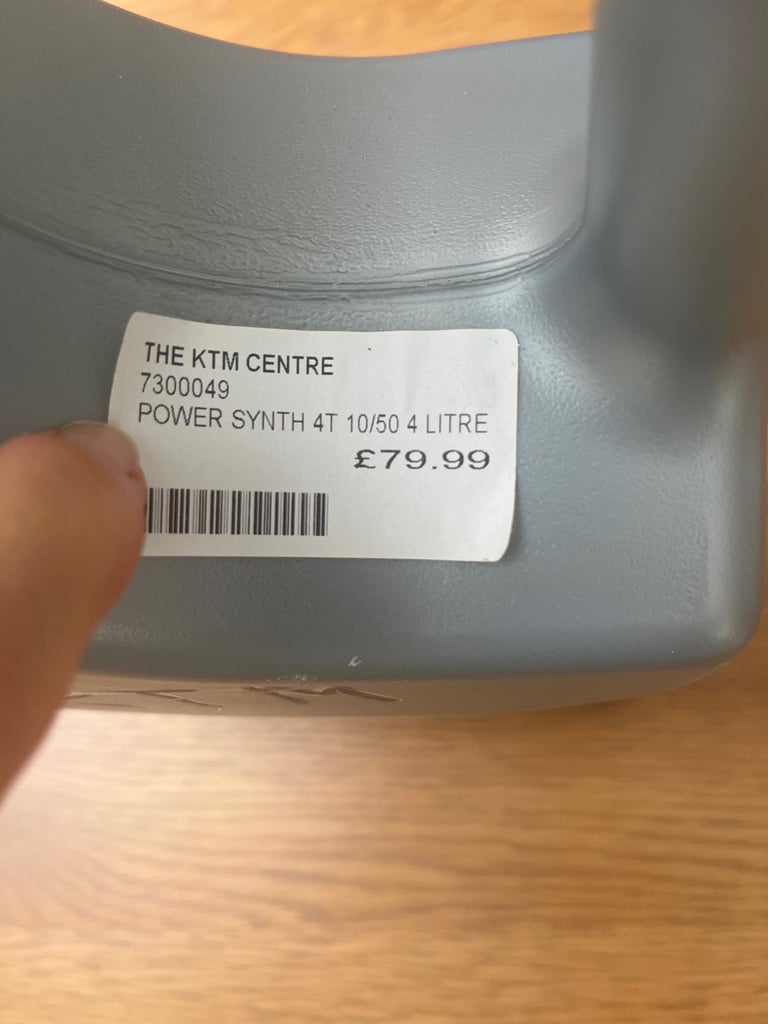 THE KTM CENTRE
7300049
POWER SYNTH 4T 10/50 4 LITRE
£79.99